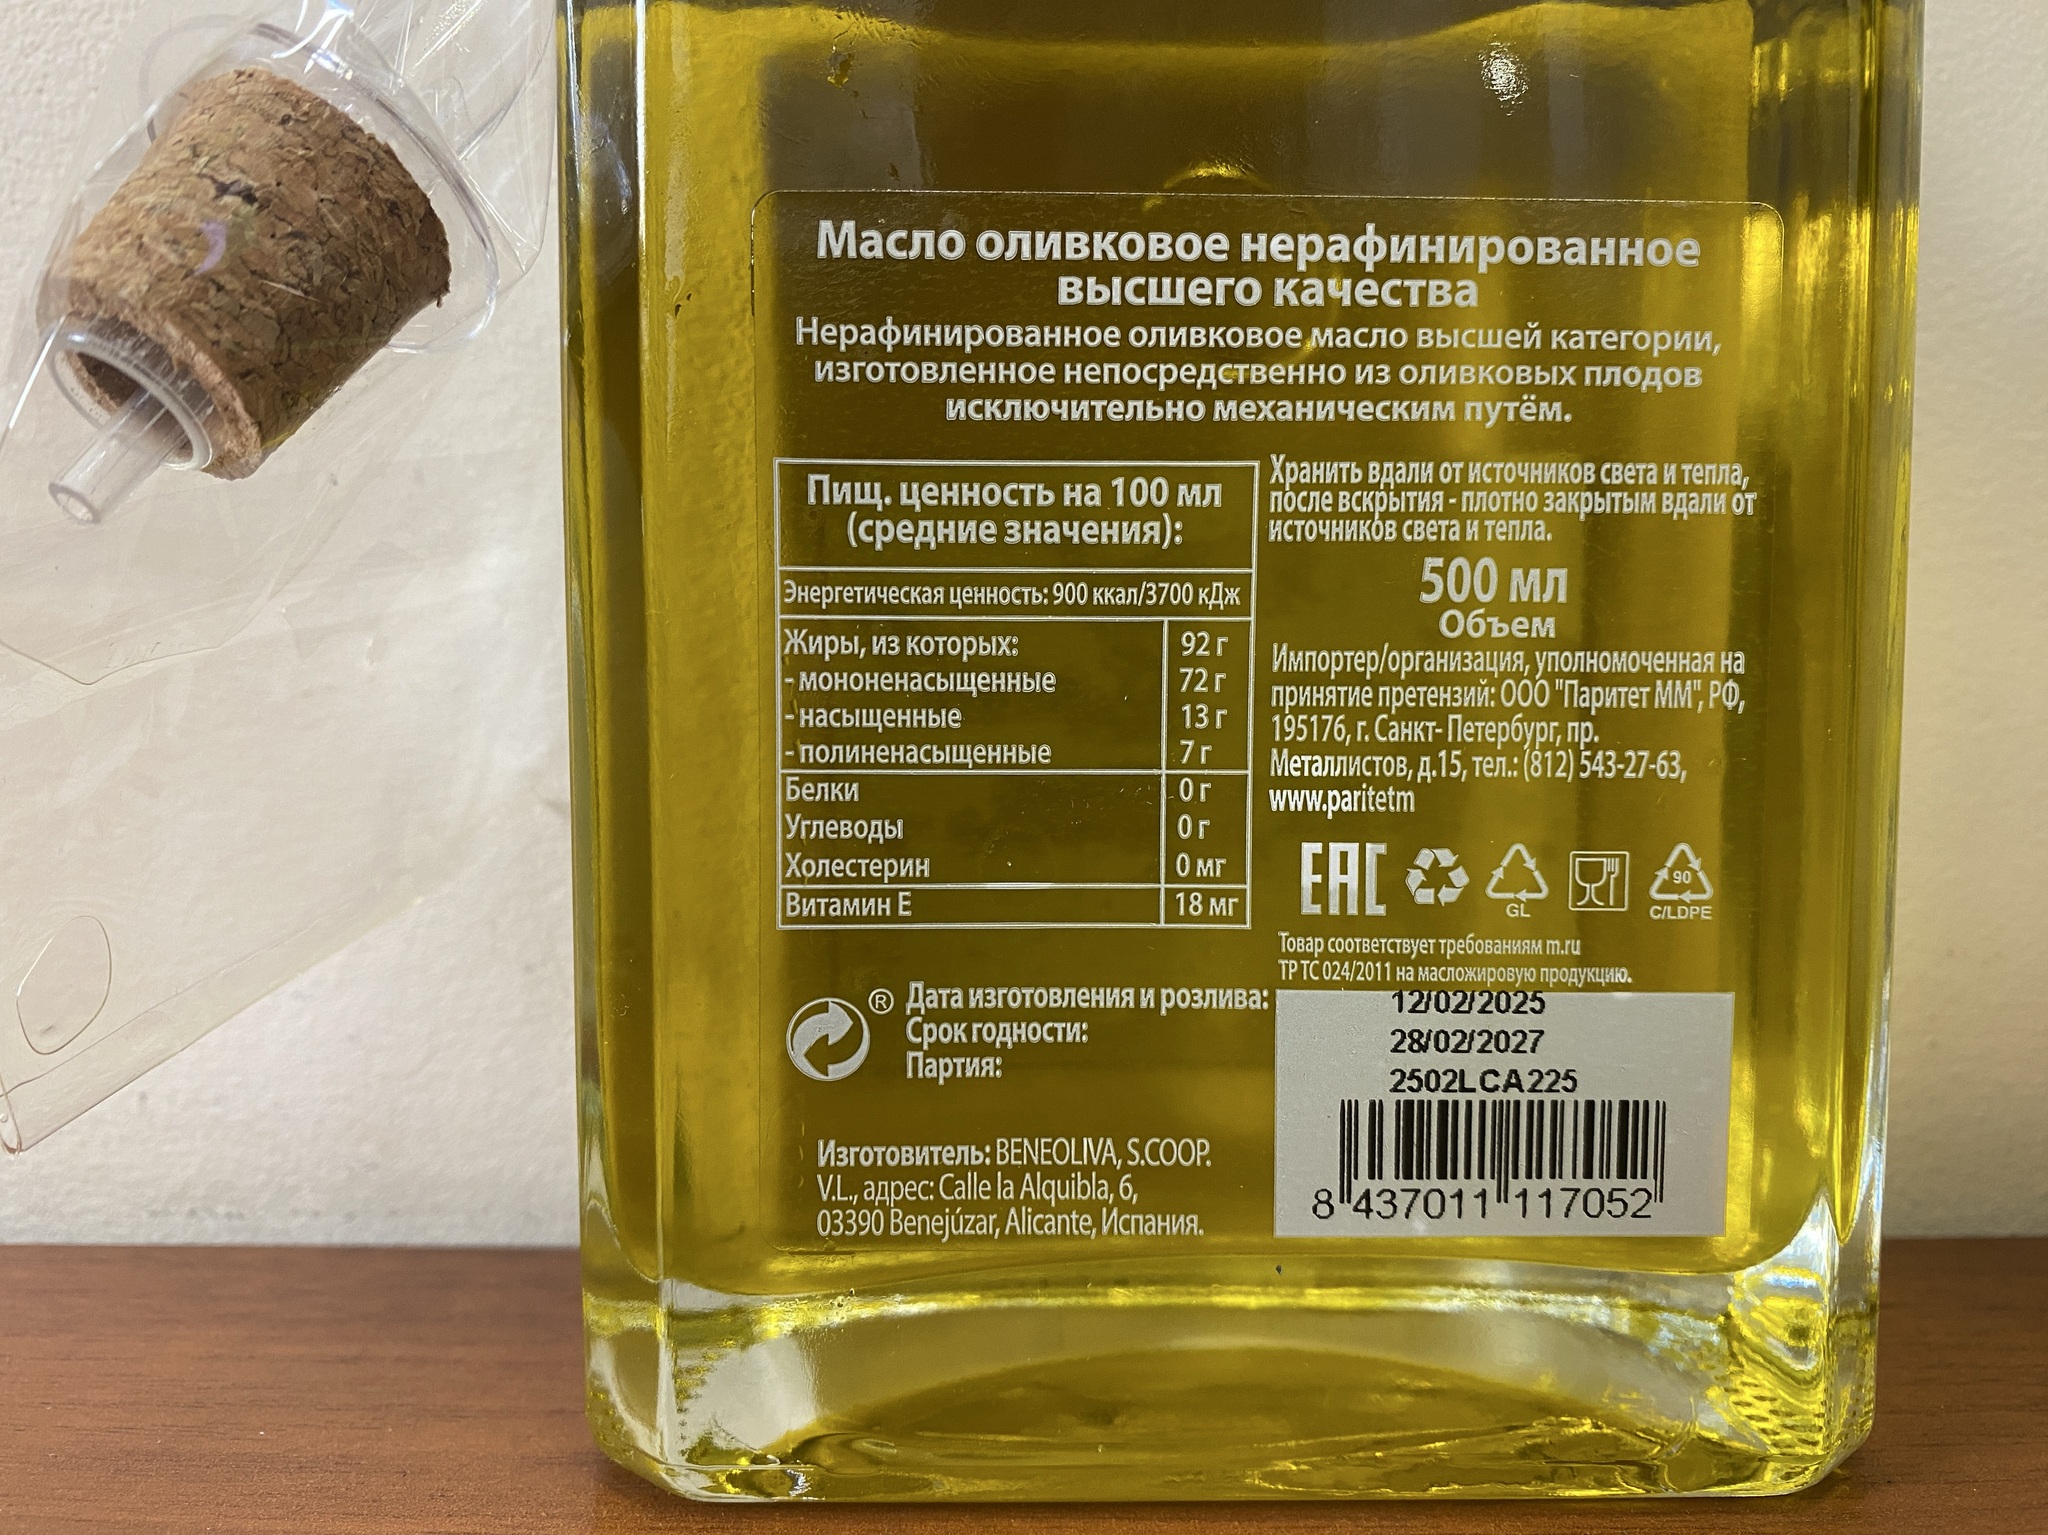 Масло оливковое нерафинированное
высшего качества
Нерафинированное оливковое масло высшей категории,
изготовленное непосредственно из оливковых плодов
исключительно механическим путём.
Пищ. ценность на 100 мл
(средние значения):
Энергетическая ценность: 900 ккал/3700 кДж
Жиры, из которых: 92 г
- мононенасыщенные 72 г
- насыщенные 13 г
- полиненасыщенные 7 г
Белки 0 г
Углеводы 0 г
Холестерин 0 мг
Витамин Е 18 мг
Хранить вдали от источников света и тепла,
после вскрытия - плотно закрытым вдали от
источников света и тепла.
500 мл
Объем
Импортер/организация, уполномоченная на
принятие претензий: ООО "Паритет ММ", РФ,
195176, г. Санкт- Петербург, пр.
Металлистов, д.15, тел.: (812) 543-27-63,
www.paritetm
EAC
GL
90
C/LDPE
Товар соответствует требованиям m.ru
ТР ТС 024/2011 на масложировую продукцию.
® Дата изготовления и розлива: 12/02/2025
Срок годности: 28/02/2027
Партия: 2502LCA225
8 437011 117052
Изготовитель: BENEOLIVA, S.COOP.
V.L., адрес: Calle la Alquibla, 6,
03390 Benejúzar, Alicante, Испания.